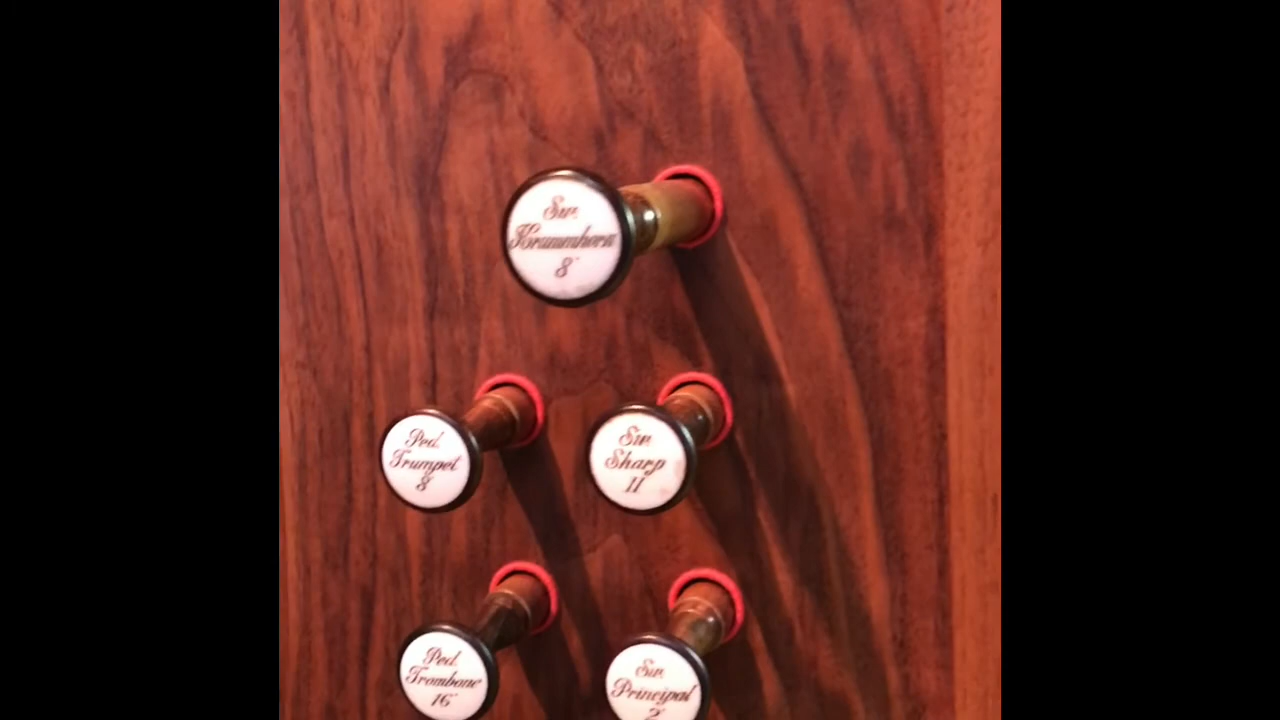 Sw.
Krummhorn
8'
Ped.
Trumpet
8'
Sw.
Sharp
II
Ped.
Trombone
16'
Sw.
Principal
2'